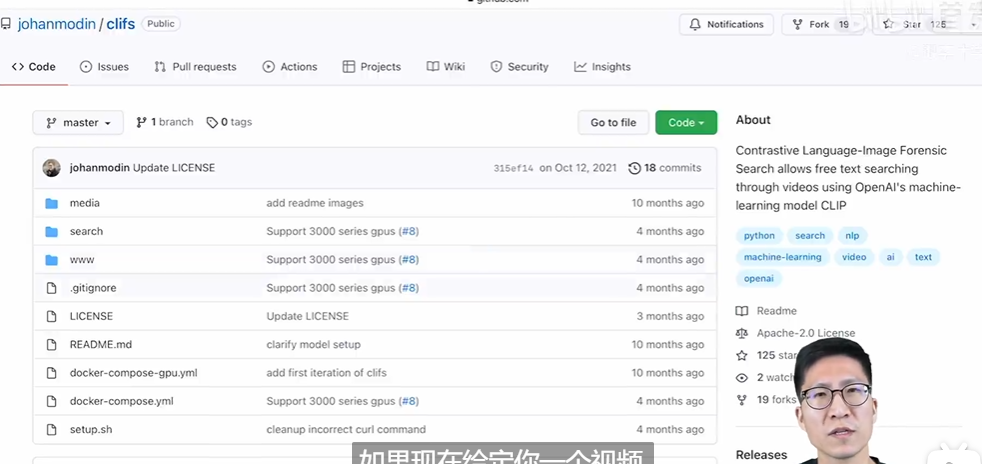 github.com
johanmodin / clifs Public
Notifications Fork 19 Star 125
Code Issues Pull requests Actions Projects Wiki Security Insights
master 1 branch 0 tags Go to file Code
johanmodin Update LICENSE 315ef14 on Oct 12, 2021 18 commits
media add readme images 10 months ago
search Support 3000 series gpus (#8) 4 months ago
www Support 3000 series gpus (#8) 4 months ago
.gitignore Support 3000 series gpus (#8) 4 months ago
LICENSE Update LICENSE 3 months ago
README.md clarify model setup 10 months ago
docker-compose-gpu.yml add first iteration of clifs 10 months ago
docker-compose.yml Support 3000 series gpus (#8) 4 months ago
setup.sh cleanup incorrect curl command 4 months ago
About
Contrastive Language-Image Forensic
Search allows free text searching
through videos using OpenAI's machine-
learning model CLIP
python search nlp
machine-learning video ai text
openai
Readme
Apache-2.0 License
125 star
2 watch
19 forks
Releases
如果现在给定你一个视频